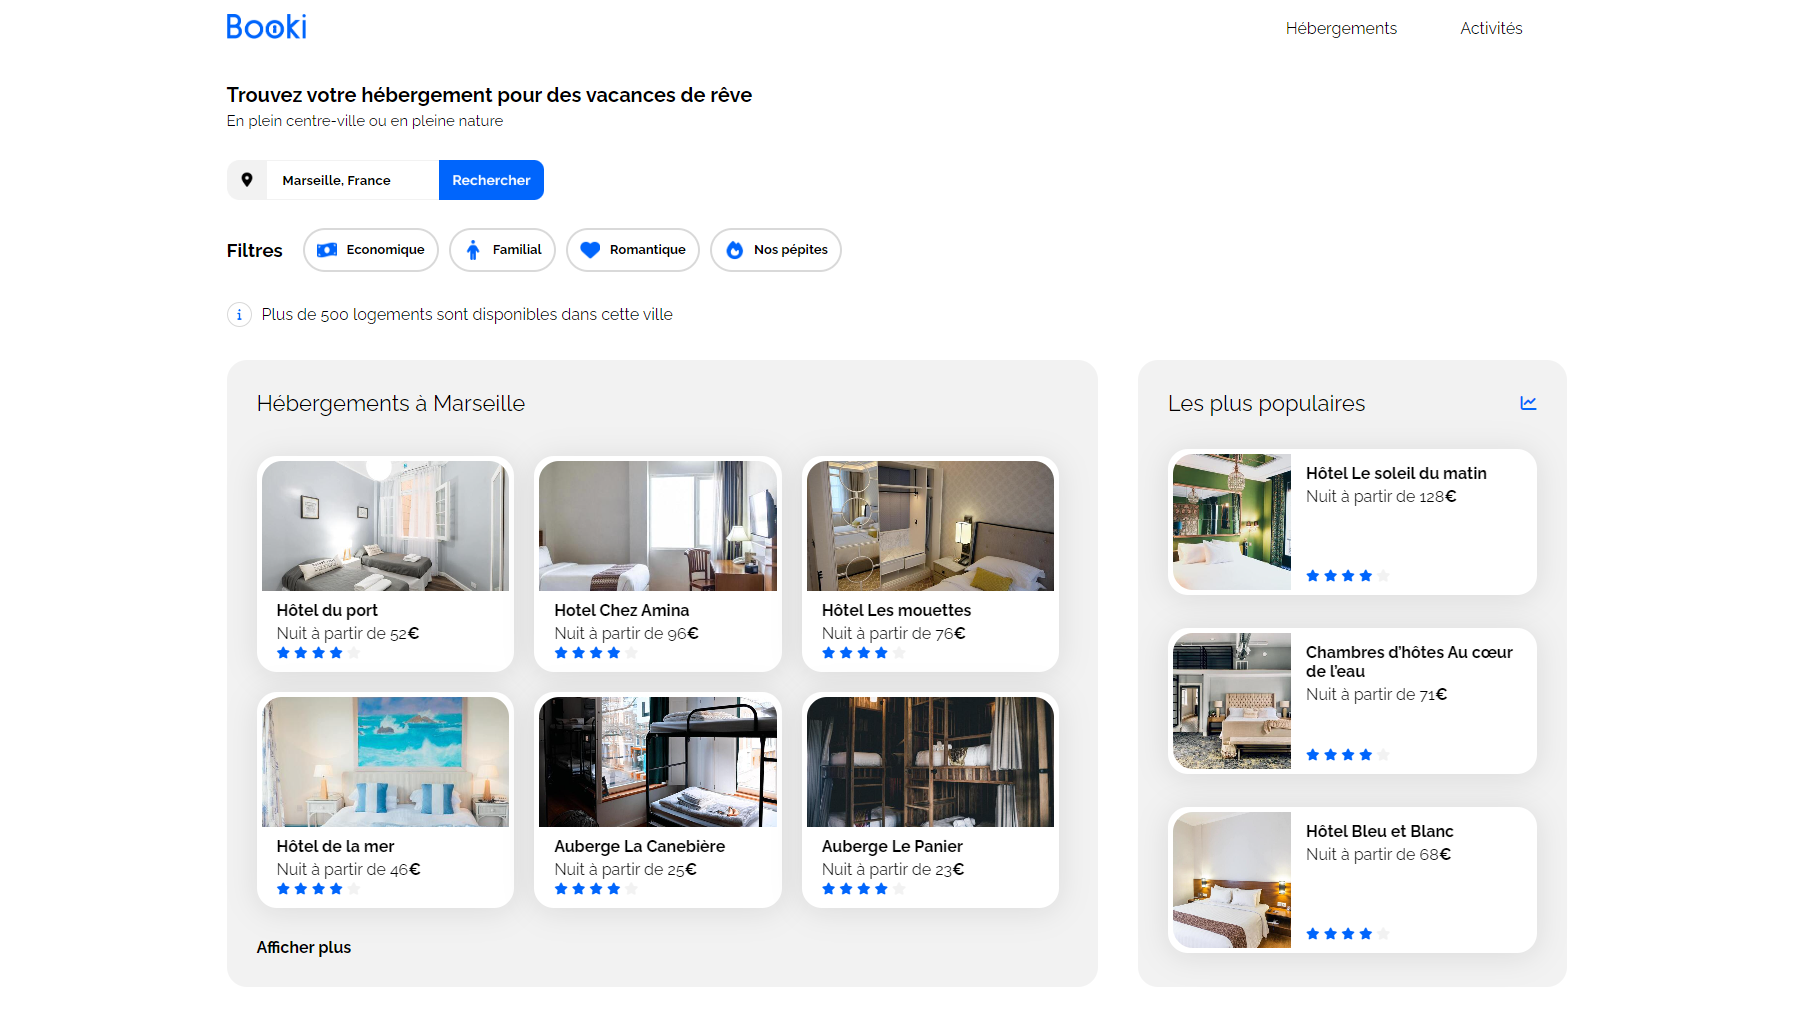 Booki
Hébergements
Activités
Trouvez votre hébergement pour des vacances de rêve
En plein centre-ville ou en pleine nature
Marseille, France
Rechercher
Filtres
Economique
Familial
Romantique
Nos pépites
Plus de 500 logements sont disponibles dans cette ville
Hébergements à Marseille
Hôtel du port
Nuit à partir de 52€
Hotel Chez Amina
Nuit à partir de 96€
Hôtel Les mouettes
Nuit à partir de 76€
Hôtel de la mer
Nuit à partir de 46€
Auberge La Canebière
Nuit à partir de 25€
Auberge Le Panier
Nuit à partir de 23€
Afficher plus
Les plus populaires
Hôtel Le soleil du matin
Nuit à partir de 128€
Chambres d'hôtes Au cœur
de l'eau
Nuit à partir de 71€
Hôtel Bleu et Blanc
Nuit à partir de 68€